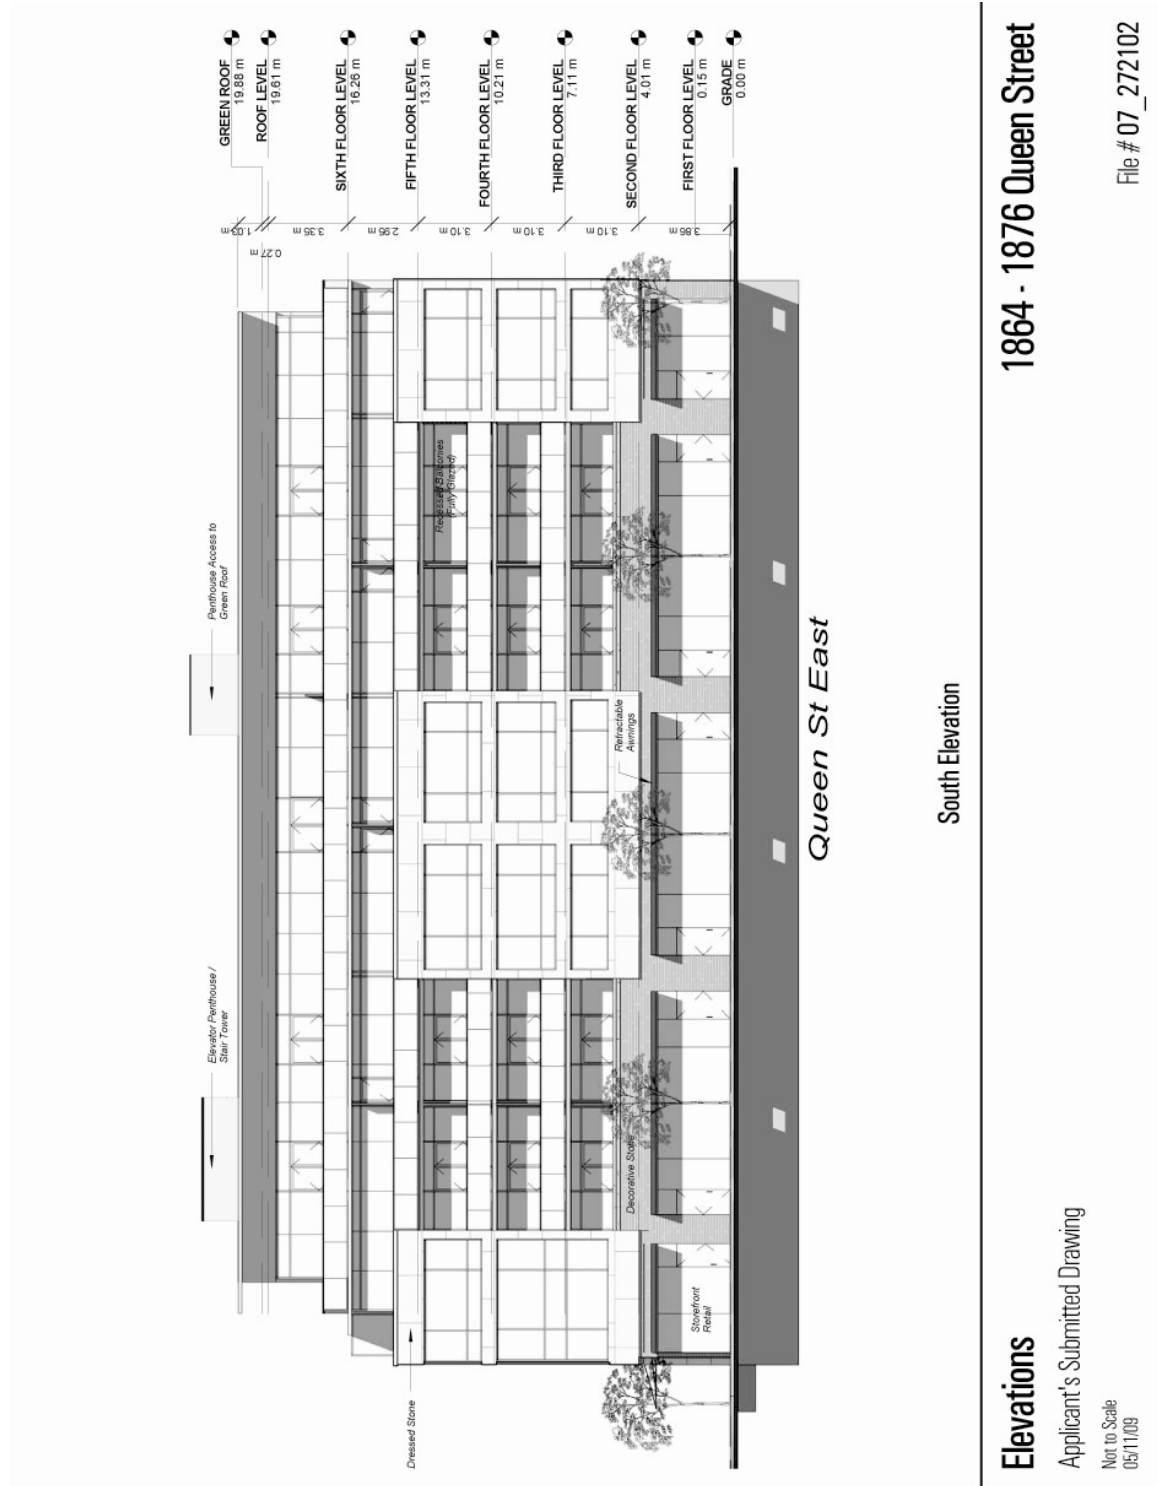 GREEN ROOF
19.88 m
ROOF LEVEL
19.61 m
SIXTH FLOOR LEVEL
16.26 m
FIFTH FLOOR LEVEL
13.31 m
FOURTH FLOOR LEVEL
10.21 m
THIRD FLOOR LEVEL
7.11 m
SECOND FLOOR LEVEL
4.01 m
FIRST FLOOR LEVEL
0.15 m
GRADE
0.00 m
1.03 m
0.27 m
3.35 m
2.95 m
3.10 m
3.10 m
3.10 m
3.86 m
Elevator Penthouse /
Stair Tower
Penthouse Access to
Green Roof
Recessed Balconies
(Fully Glazed)
Retractable
Awnings
Decorative Stone
Storefront
Retail
Dressed Stone
Queen St East
South Elevation
Elevations
1864 - 1876 Queen Street
Applicant's Submitted Drawing
Not to Scale
05/11/09
File # 07_272102